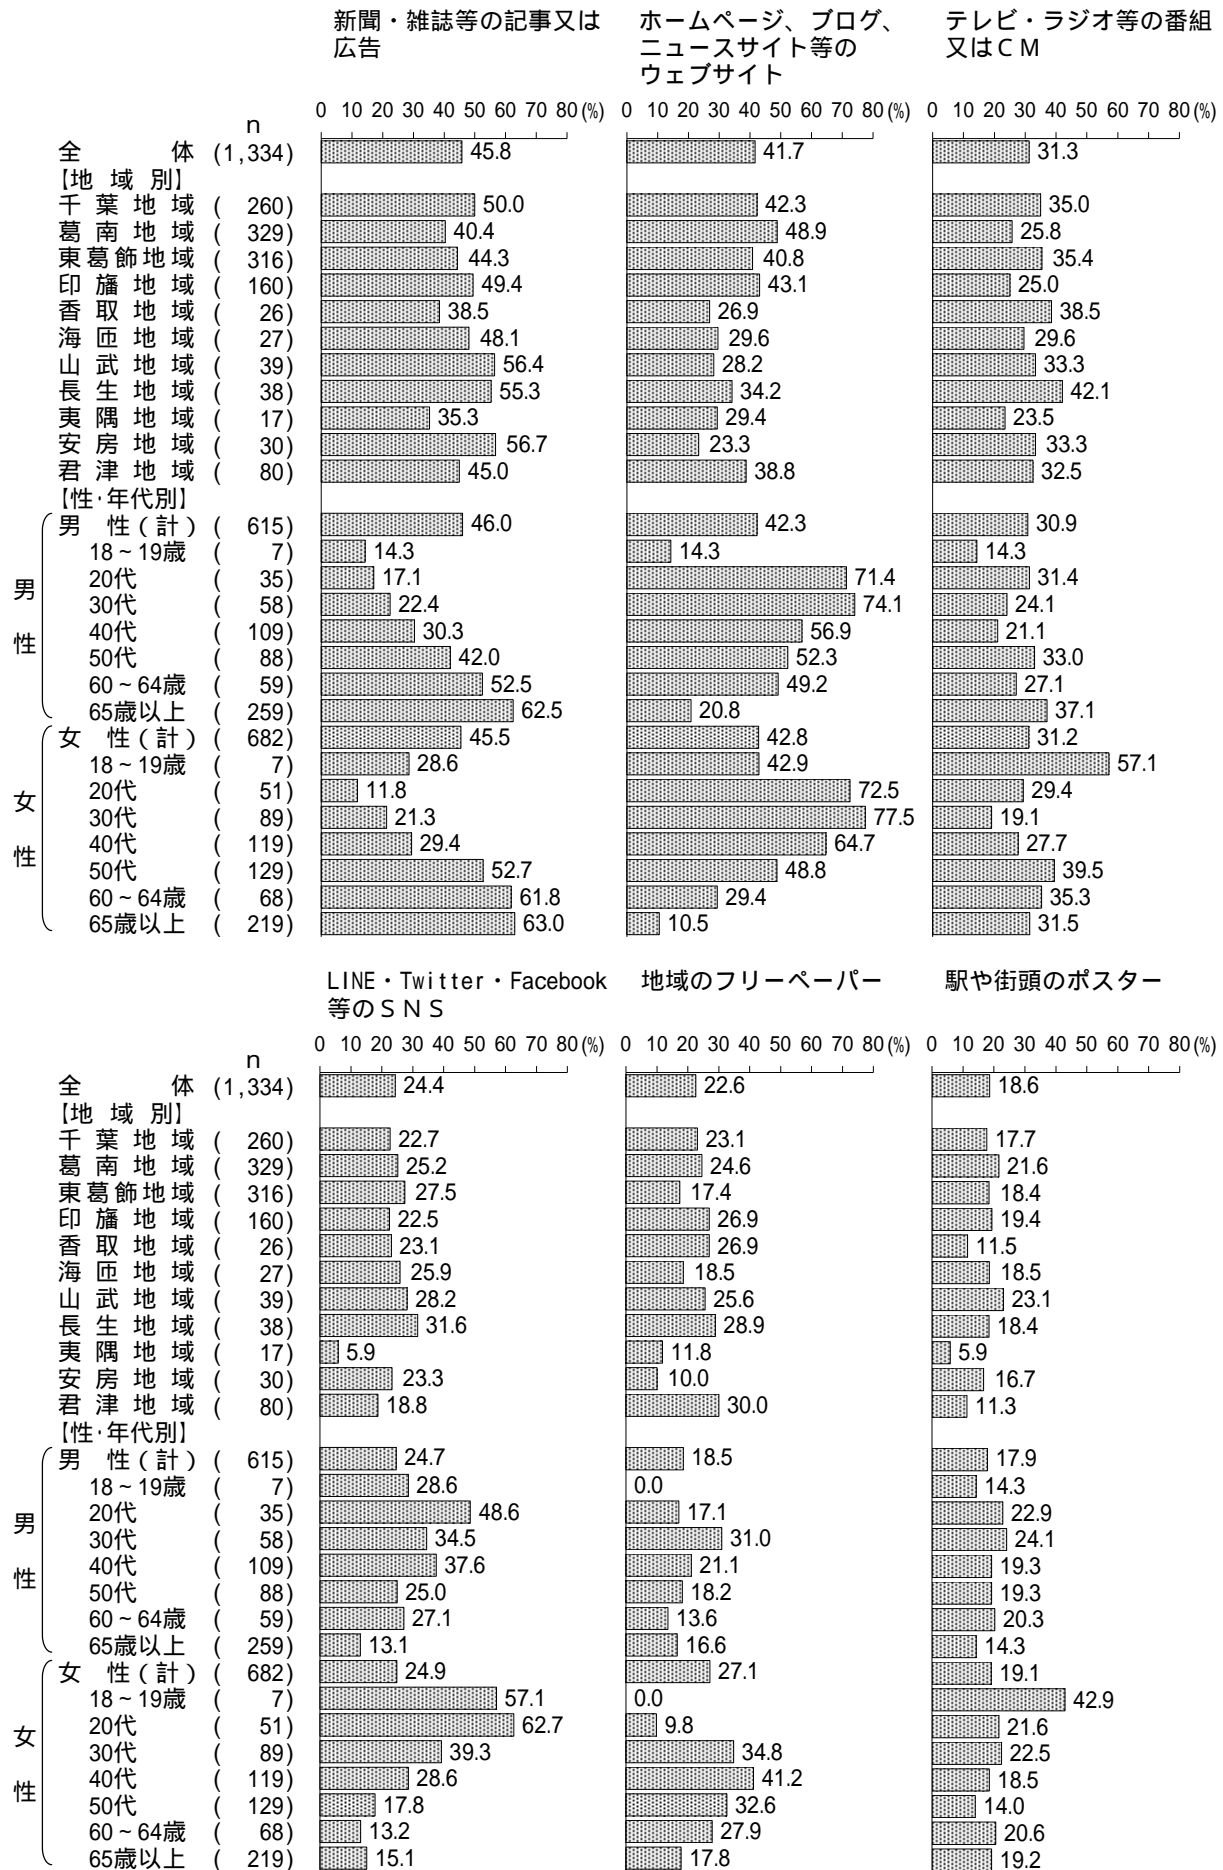 新聞・雑誌等の記事又は
広告
ホームページ、ブログ、
ニュースサイト等の
ウェブサイト
テレビ・ラジオ等の番組
又はＣＭ
0 10 20 30 40 50 60 70 80(%) 0 10 20 30 40 50 60 70 80(%) 0 10 20 30 40 50 60 70 80(%)
n
全体 (1,334) 45.8 41.7 31.3
【地域別】
千葉地域 ( 260) 50.0 42.3 35.0
葛南地域 ( 329) 40.4 48.9 25.8
東葛飾地域 ( 316) 44.3 40.8 35.4
印旛地域 ( 160) 49.4 43.1 25.0
香取地域 ( 26) 38.5 26.9 38.5
海匝地域 ( 27) 48.1 29.6 29.6
山武地域 ( 39) 56.4 28.2 33.3
長生地域 ( 38) 55.3 34.2 42.1
夷隅地域 ( 17) 35.3 29.4 23.5
安房地域 ( 30) 56.7 23.3 33.3
君津地域 ( 80) 45.0 38.8 32.5
【性・年代別】
男性
男性（計） ( 615) 46.0 42.3 30.9
18～19歳 ( 7) 14.3 14.3 14.3
20代 ( 35) 17.1 71.4 31.4
30代 ( 58) 22.4 74.1 24.1
40代 ( 109) 30.3 56.9 21.1
50代 ( 88) 42.0 52.3 33.0
60～64歳 ( 59) 52.5 49.2 27.1
65歳以上 ( 259) 62.5 20.8 37.1
女性
女性（計） ( 682) 45.5 42.8 31.2
18～19歳 ( 7) 28.6 42.9 57.1
20代 ( 51) 11.8 72.5 29.4
30代 ( 89) 21.3 77.5 19.1
40代 ( 119) 29.4 64.7 27.7
50代 ( 129) 52.7 48.8 39.5
60～64歳 ( 68) 61.8 29.4 35.3
65歳以上 ( 219) 63.0 10.5 31.5
LINE・Twitter・Facebook
等のＳＮＳ
地域のフリーペーパー
駅や街頭のポスター
0 10 20 30 40 50 60 70 80(%) 0 10 20 30 40 50 60 70 80(%) 0 10 20 30 40 50 60 70 80(%)
n
全体 (1,334) 24.4 22.6 18.6
【地域別】
千葉地域 ( 260) 22.7 23.1 17.7
葛南地域 ( 329) 25.2 24.6 21.6
東葛飾地域 ( 316) 27.5 17.4 18.4
印旛地域 ( 160) 22.5 26.9 19.4
香取地域 ( 26) 23.1 26.9 11.5
海匝地域 ( 27) 25.9 18.5 18.5
山武地域 ( 39) 28.2 25.6 23.1
長生地域 ( 38) 31.6 28.9 18.4
夷隅地域 ( 17) 5.9 11.8 5.9
安房地域 ( 30) 23.3 10.0 16.7
君津地域 ( 80) 18.8 30.0 11.3
【性・年代別】
男性
男性（計） ( 615) 24.7 18.5 17.9
18～19歳 ( 7) 28.6 0.0 14.3
20代 ( 35) 48.6 17.1 22.9
30代 ( 58) 34.5 31.0 24.1
40代 ( 109) 37.6 21.1 19.3
50代 ( 88) 25.0 18.2 19.3
60～64歳 ( 59) 27.1 13.6 20.3
65歳以上 ( 259) 13.1 16.6 14.3
女性
女性（計） ( 682) 24.9 27.1 19.1
18～19歳 ( 7) 57.1 0.0 42.9
20代 ( 51) 62.7 9.8 21.6
30代 ( 89) 39.3 34.8 22.5
40代 ( 119) 28.6 41.2 18.5
50代 ( 129) 17.8 32.6 14.0
60～64歳 ( 68) 13.2 27.9 20.6
65歳以上 ( 219) 15.1 17.8 19.2